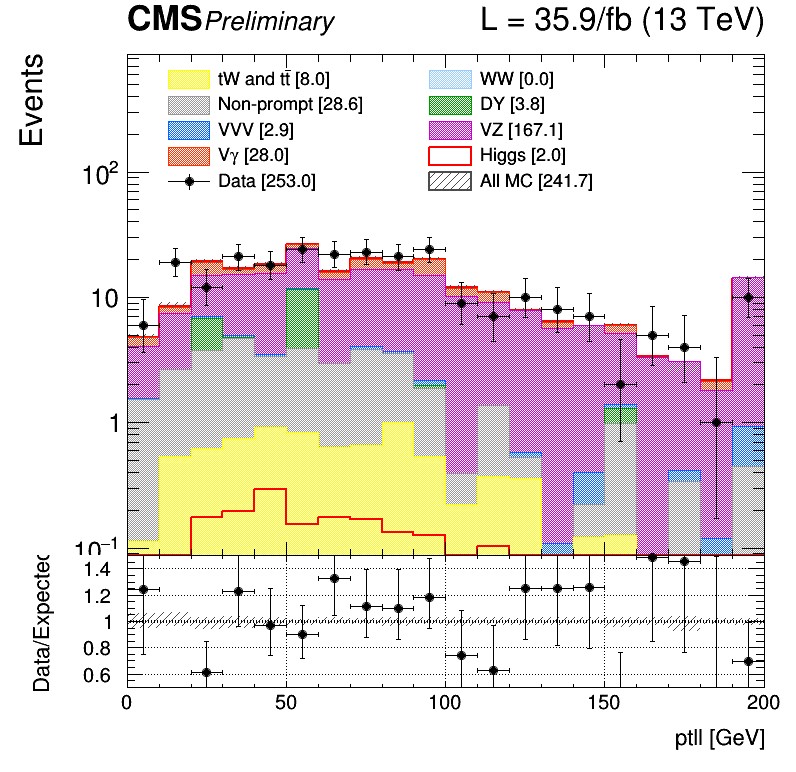 CMS Preliminary L = 35.9/fb (13 TeV)
Events
tW and tt̄ [8.0] WW [0.0]
Non-prompt [28.6] DY [3.8]
VVV [2.9] VZ [167.1]
Vγ [28.0] Higgs [2.0]
Data [253.0] All MC [241.7]
10²
10
1
10⁻¹
Data/Expected
1.4
1.2
1
0.8
0.6
0 50 100 150 200
ptll [GeV]